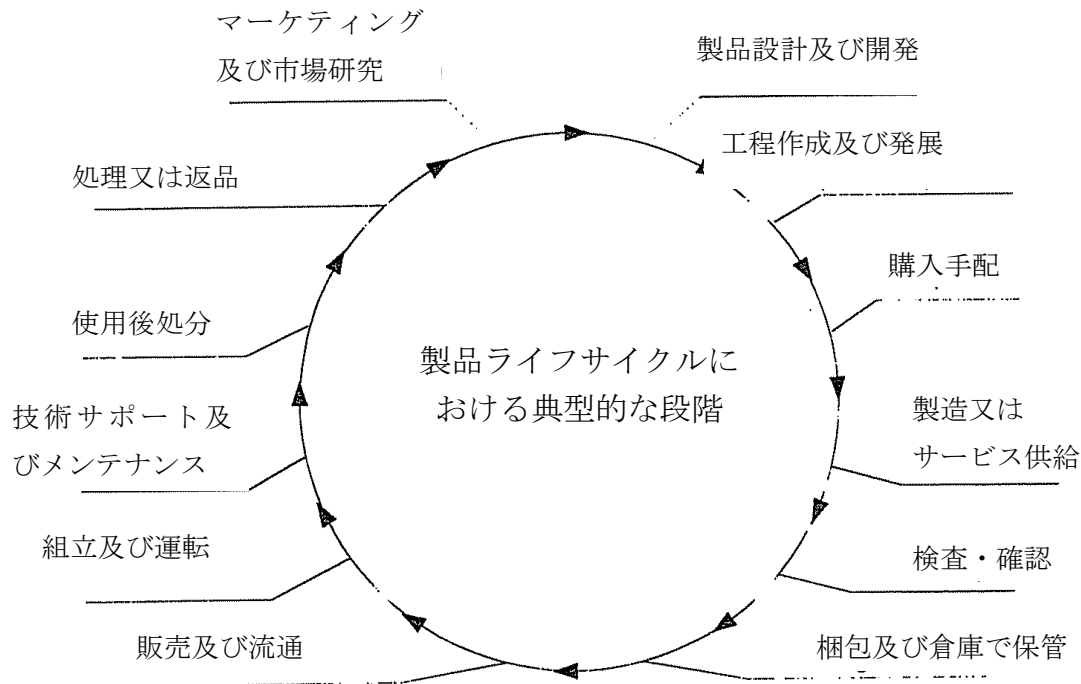 マーケティング
及び市場研究
製品設計及び開発
工程作成及び発展
購入手配
製造又は
サービス供給
検査・確認
梱包及び倉庫で保管
販売及び流通
組立及び運転
技術サポート及
びメンテナンス
使用後処分
処理又は返品
製品ライフサイクルに
おける典型的な段階